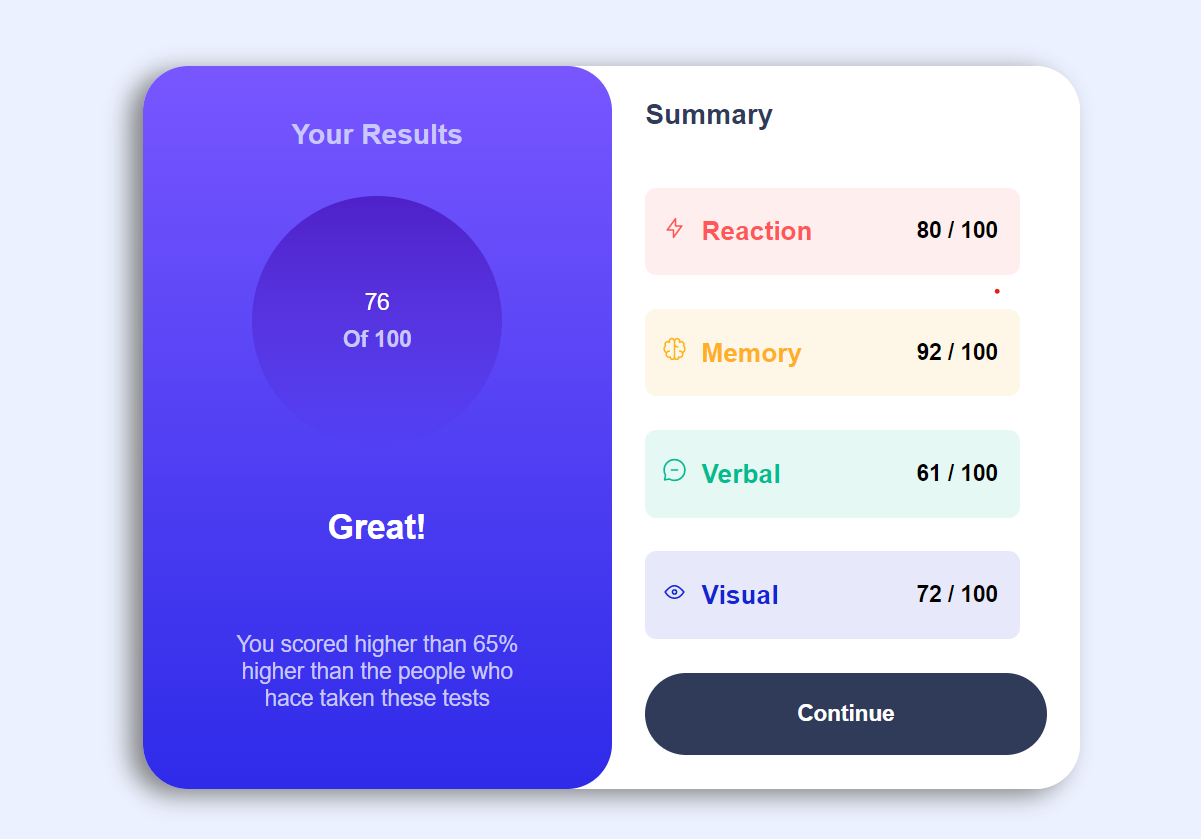 Your Results
76
Of 100
Great!
You scored higher than 65%
higher than the people who
hace taken these tests
Summary
Reaction 80 / 100
Memory 92 / 100
Verbal 61 / 100
Visual 72 / 100
Continue